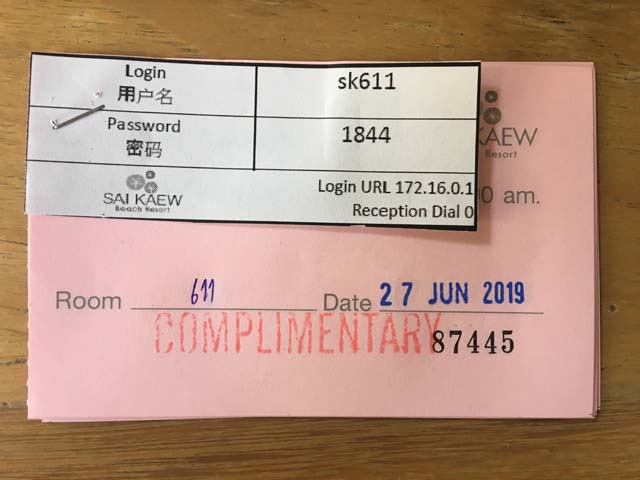 Login
用户名
sk611
Password
密码
1844
SAI KAEW
Beach Resort
Login URL 172.16.0.1
Reception Dial 0
KAEW
Resort
0 am.
Room 611 Date 27 JUN 2019
COMPLIMENTARY
87445